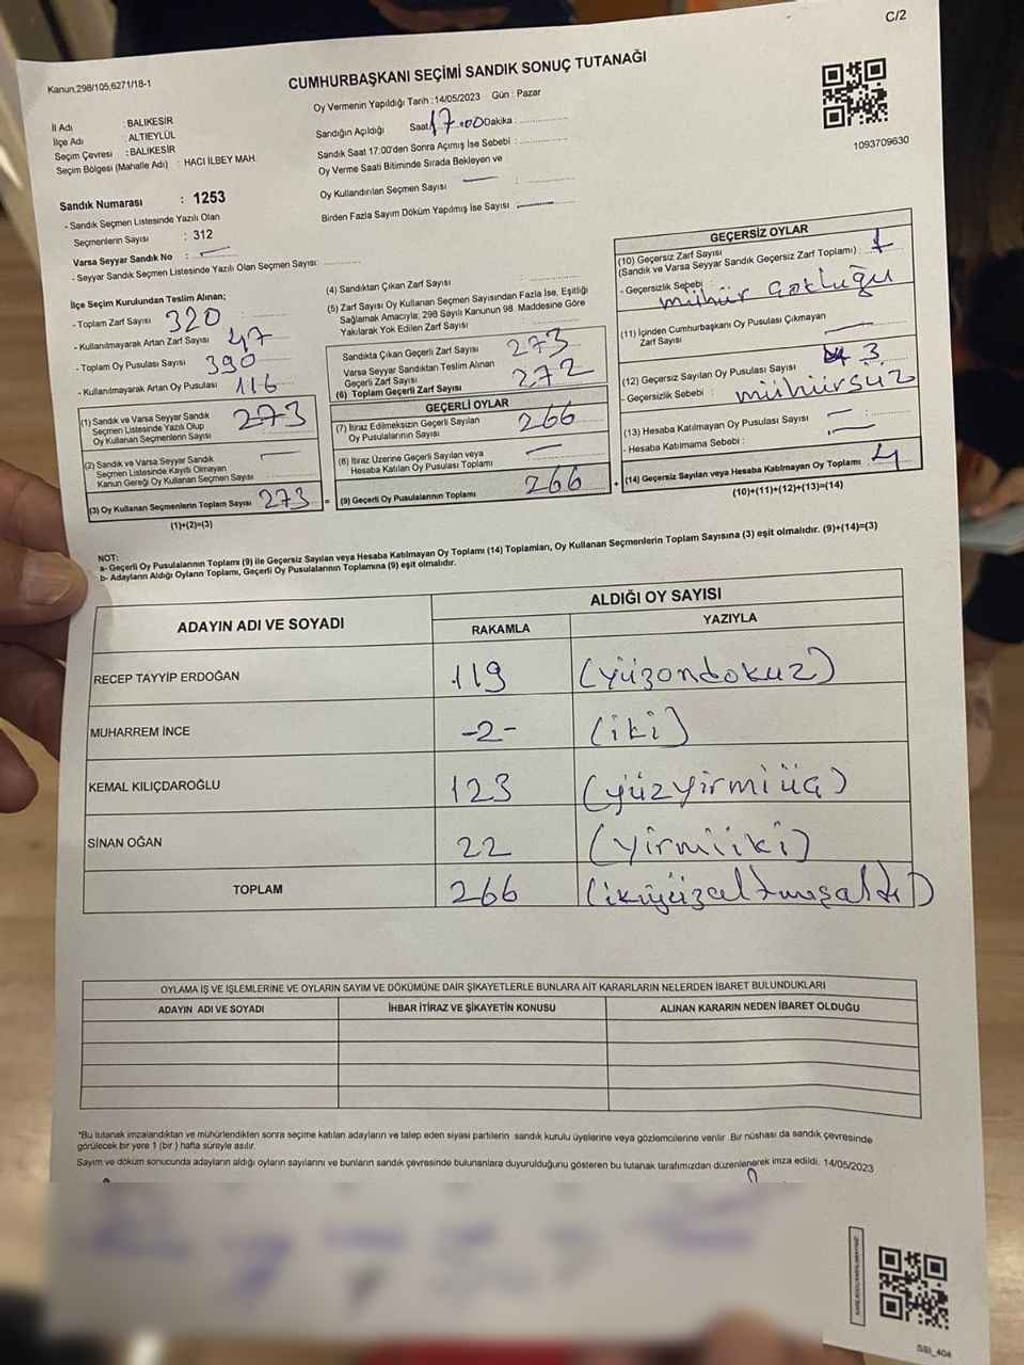 C/2
Kanun.298/105,6271/18-1
CUMHURBAŞKANI SEÇİMİ SANDIK SONUÇ TUTANAĞI
Oy Vermenin Yapıldığı Tarih :14/05/2023 Gün : Pazar
İl Adı : BALIKESİR
İlçe Adı : ALTIEYLÜL
Seçim Çevresi : BALIKESİR
Seçim Bölgesi (Mahalle Adı) : HACI İLBEY MAH.
Sandığın Açıldığı Saat 17:00 Dakika :
Sandık Saat 17:00'den Sonra Açılmış İse Sebebi :
Oy Verme Saati Bitiminde Sırada Bekleyen ve
Oy Kullandırılan Seçmen Sayısı :
Birden Fazla Sayım Döküm Yapılmış İse Sayısı
1093709630
Sandık Numarası : 1253
- Sandık Seçmen Listesinde Yazılı Olan
Seçmenlerin Sayısı : 312
Varsa Seyyar Sandık No :
- Seyyar Sandık Seçmen Listesinde Yazılı Olan Seçmen Sayısı:
İlçe Seçim Kurulundan Teslim Alınan;
- Toplam Zarf Sayısı 320
- Kullanılmayarak Artan Zarf Sayısı 47
- Toplam Oy Pusulası Sayısı 390
- Kullanılmayarak Artan Oy Pusulası 116
(1) Sandık ve Varsa Seyyar Sandık
Seçmen Listesinde Yazılı Olup
Oy Kullanan Seçmenlerin Sayısı 273
(2) Sandık ve Varsa Seyyar Sandık
Seçmen Listesinde Kayıtlı Olmayan
Kanun Gereği Oy Kullanan Seçmen Sayısı
(3) Oy Kullanan Seçmenlerin Toplam Sayısı 273
(1)+(2)=(3)
(4) Sandıktan Çıkan Zarf Sayısı :
(5) Zarf Sayısı Oy Kullanan Seçmen Sayısından Fazla İse, Eşitliği
Sağlamak Amacıyla; 298 Sayılı Kanunun 98. Maddesine Göre
Yakılarak Yok Edilen Zarf Sayısı
Sandıkta Çıkan Geçerli Zarf Sayısı 273
Varsa Seyyar Sandıktan Teslim Alınan
Geçerli Zarf Sayısı
(6) Toplam Geçerli Zarf Sayısı 272
GEÇERLİ OYLAR
(7) İtiraz Edilmeksizin Geçerli Sayılan
Oy Pusulalarının Sayısı 266
(8) İtiraz Üzerine Geçerli Sayılan veya
Hesaba Katılan Oy Pusulası Toplamı
(9) Geçerli Oy Pusulalarının Toplamı 266
GEÇERSİZ OYLAR
(10) Geçersiz Zarf Sayısı
(Sandık ve Varsa Seyyar Sandık Geçersiz Zarf Toplamı) : 1
- Geçersizlik Sebebi mühür çokluğu
(11) İçinden Cumhurbaşkanı Oy Pusulası Çıkmayan
Zarf Sayısı
(12) Geçersiz Sayılan Oy Pusulası Sayısı 3
- Geçersizlik Sebebi : mühürsüz
(13) Hesaba Katılmayan Oy Pusulası Sayısı :
- Hesaba Katılmama Sebebi :
(14) Geçersiz Sayılan veya Hesaba Katılmayan Oy Toplamı 4
(10)+(11)+(12)+(13)=(14)
NOT:
a- Geçerli Oy Pusulalarının Toplamı (9) ile Geçersiz Sayılan veya Hesaba Katılmayan Oy Toplamı (14) Toplamları, Oy Kullanan Seçmenlerin Toplam Sayısına (3) eşit olmalıdır. (9)+(14)=(3)
b- Adayların Aldığı Oyların Toplamı, Geçerli Oy Pusulalarının Toplamına (9) eşit olmalıdır.
ADAYIN ADI VE SOYADI ALDIĞI OY SAYISI
RAKAMLA YAZIYLA
RECEP TAYYİP ERDOĞAN 119 (yüzondokuz)
MUHARREM İNCE -2- (iki)
KEMAL KILIÇDAROĞLU 123 (yüzyirmiüç)
SİNAN OĞAN 22 (yirmiiki)
TOPLAM 266 (ikiyüzaltmışaltı)
OYLAMA İŞ VE İŞLEMLERİNE VE OYLARIN SAYIM VE DÖKÜMÜNE DAİR ŞİKAYETLERLE BUNLARA AİT KARARLARIN NELERDEN İBARET BULUNDUKLARI
ADAYIN ADI VE SOYADI İHBAR İTİRAZ VE ŞİKAYETİN KONUSU ALINAN KARARIN NEDEN İBARET OLDUĞU
*Bu tutanak imzalandıktan ve mühürlendikten sonra seçime katılan adayların ve talep eden siyasi partilerin sandık kurulu üyelerine veya gözlemcilerine verilir. Bir nüshası da sandık çevresinde
görülecek bir yere 1 (bir ) hafta süreyle asılır.
Sayım ve döküm sonucunda adayların aldığı oyların sayılarını ve bunların sandık çevresinde bulunanlara duyurulduğunu gösteren bu tutanak tarafımızdan düzenlenerek imza edildi. 14/05/2023